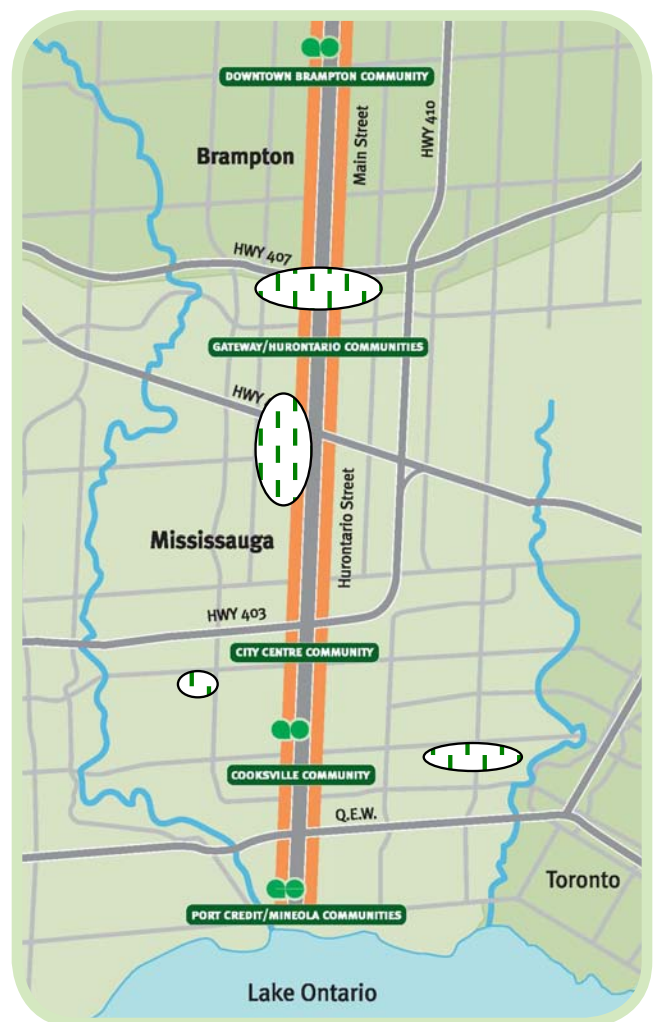 DOWNTOWN BRAMPTON COMMUNITY
Main Street
HWY 410
Brampton
HWY 407
GATEWAY/HURONTARIO COMMUNITIES
HWY
Hurontario Street
Mississauga
HWY 403
CITY CENTRE COMMUNITY
COOKSVILLE COMMUNITY
Q.E.W.
Toronto
PORT CREDIT/MINEOLA COMMUNITIES
Lake Ontario